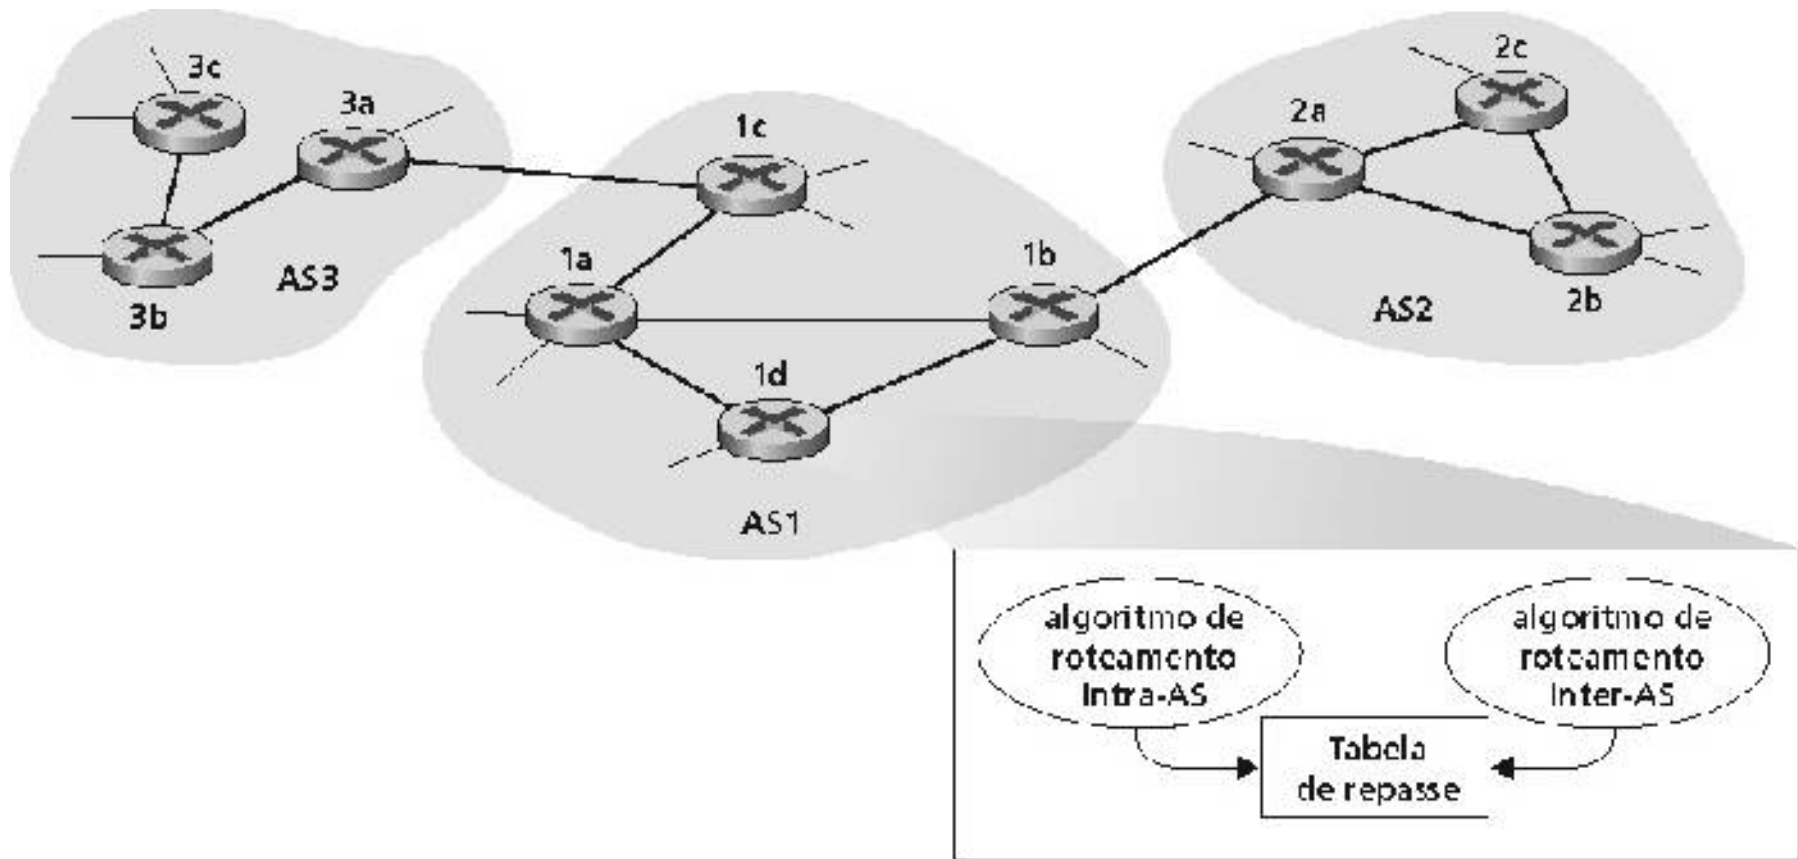 3c
3a
3b
AS3
1c
1a
1b
1d
AS1
2c
2a
2b
AS2
algoritmo de
roteamento
intra-AS
algoritmo de
roteamento
inter-AS
Tabela
de repasse